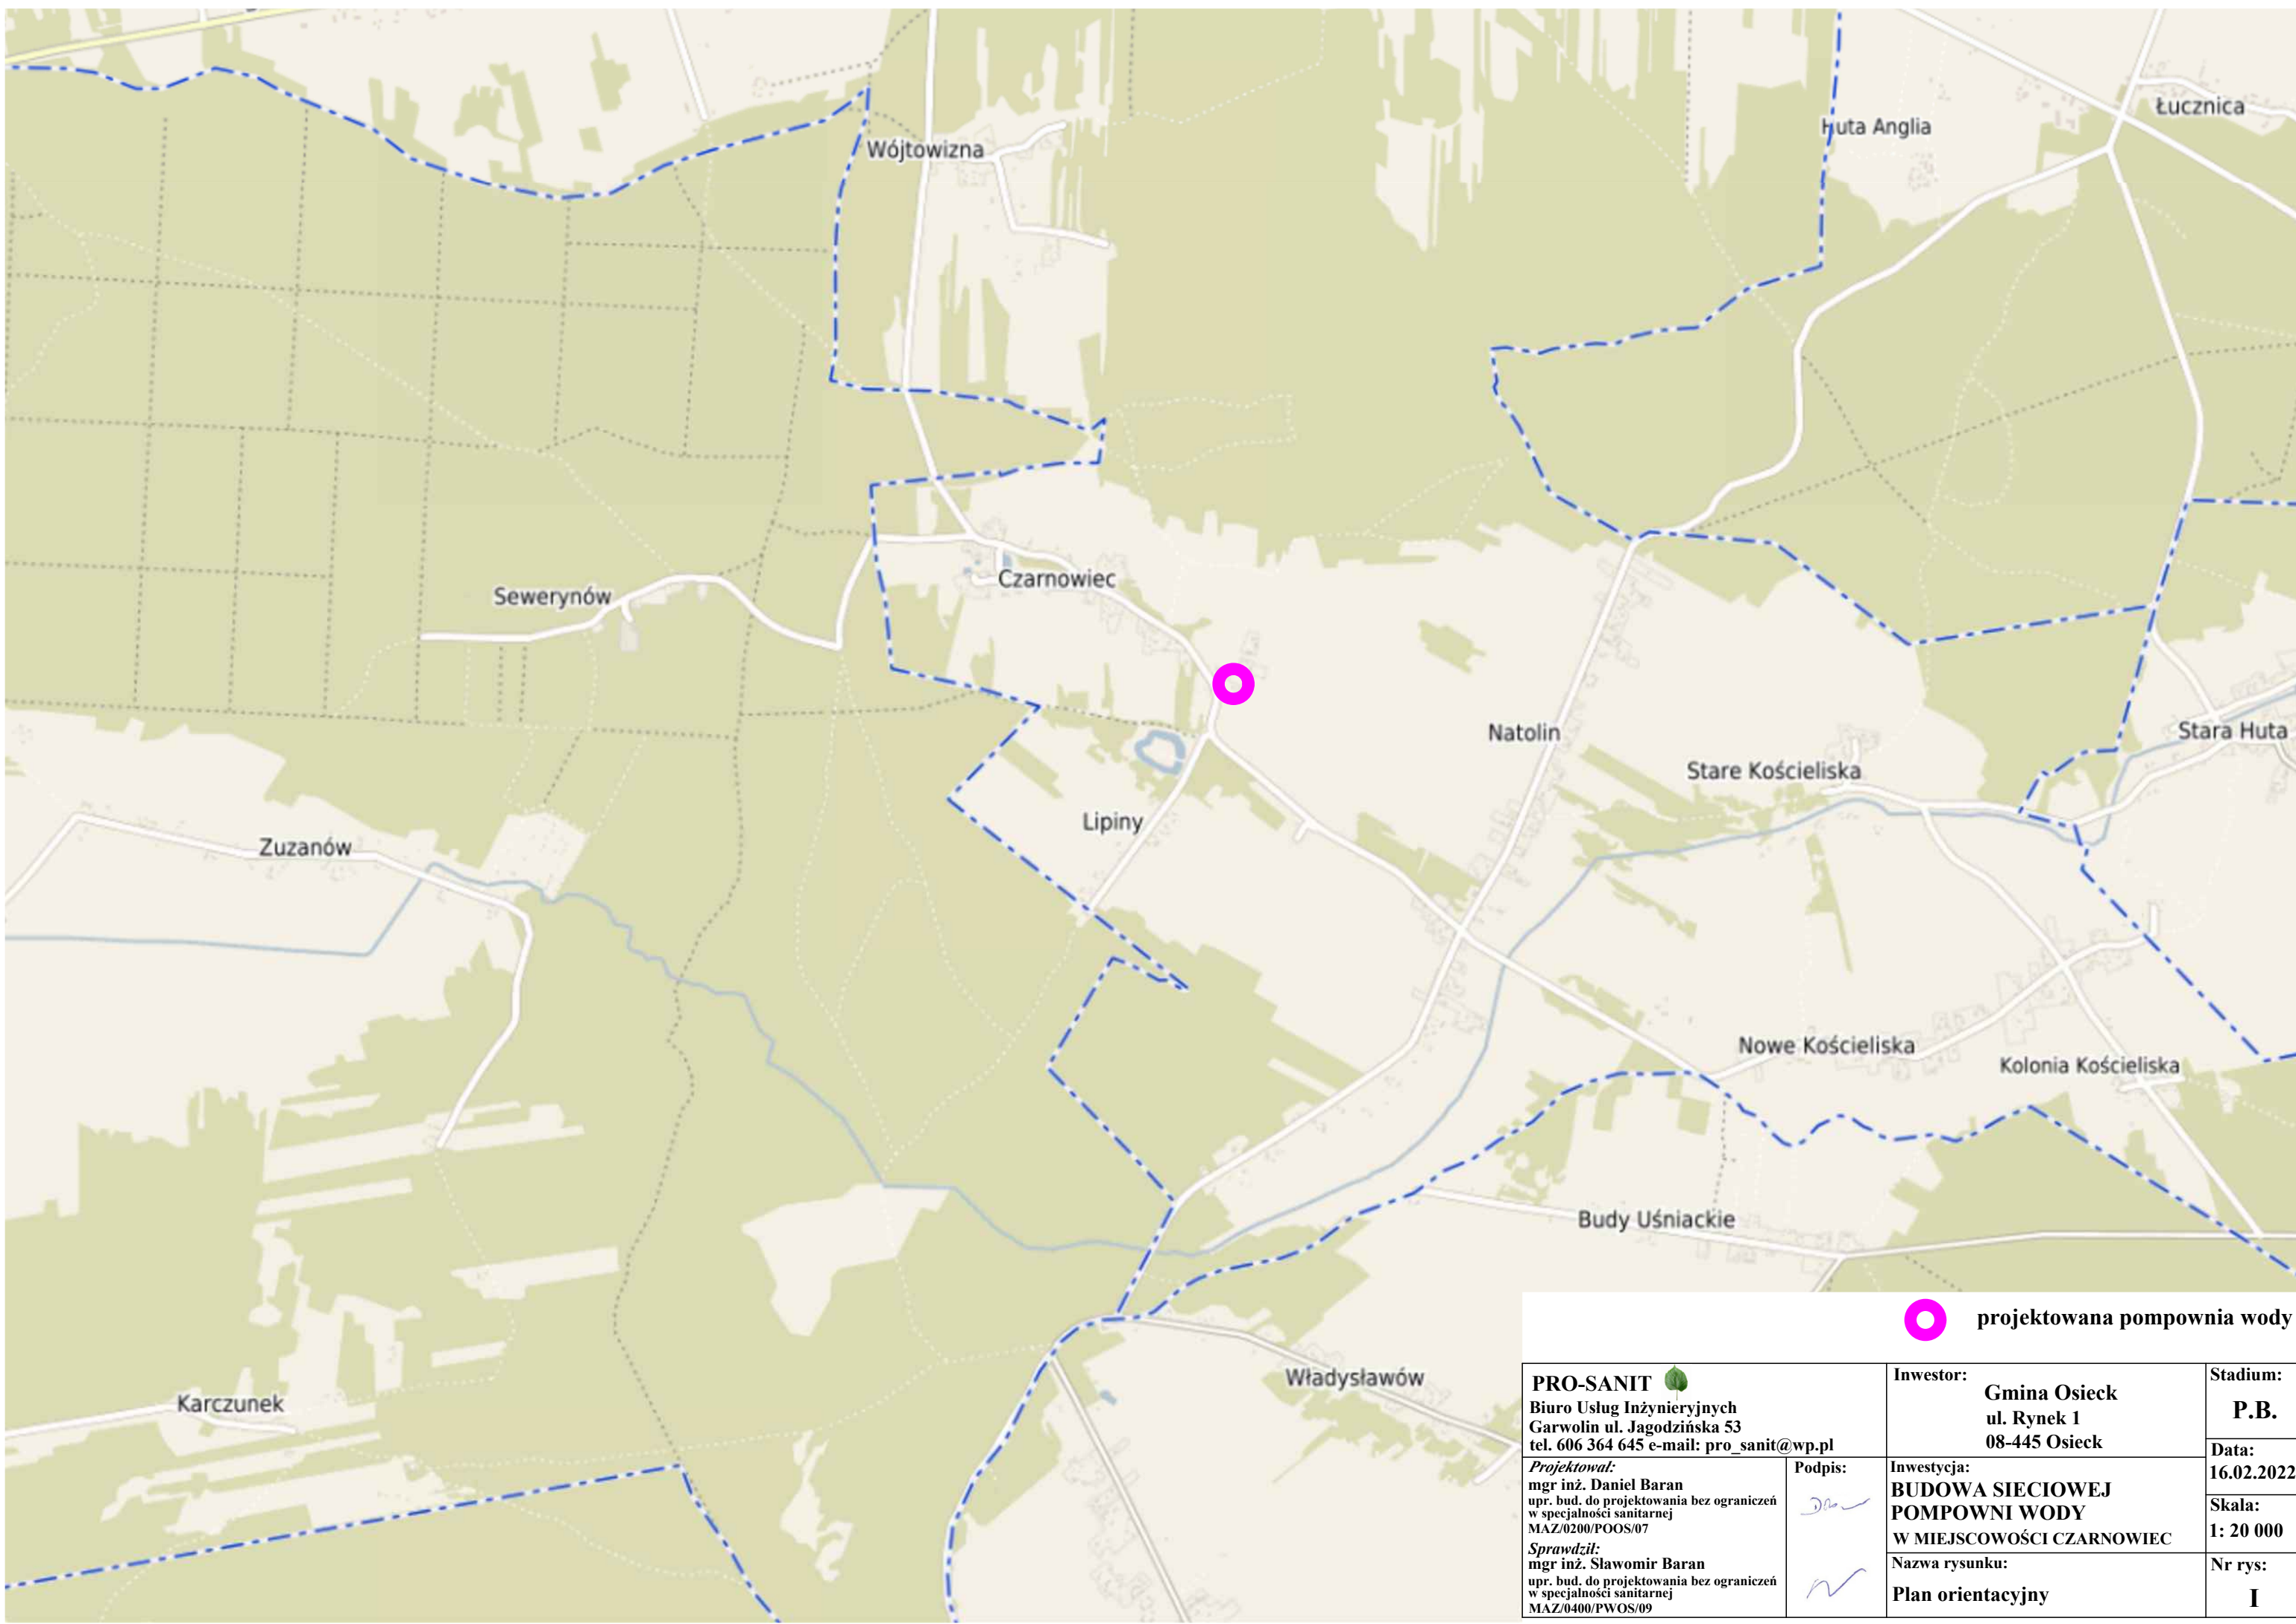 Łucznica
Huta Anglia
Wójtowizna
Czarnowiec
Sewerynów
Natolin
Stara Huta
Stare Kościeliska
Lipiny
Zuzanów
Nowe Kościeliska
Kolonia Kościeliska
Budy Uśniackie
Władysławów
Karczunek
projektowana pompownia wody
PRO-SANIT
Biuro Usług Inżynieryjnych
Garwolin ul. Jagodzińska 53
tel. 606 364 645 e-mail: pro_sanit@wp.pl
Inwestor:
Gmina Osieck
ul. Rynek 1
08-445 Osieck
Stadium:
P.B.
Data:
16.02.2022
Projektował:
mgr inż. Daniel Baran
upr. bud. do projektowania bez ograniczeń
w specjalności sanitarnej
MAZ/0200/POOS/07
Podpis:
Sprawdził:
mgr inż. Sławomir Baran
upr. bud. do projektowania bez ograniczeń
w specjalności sanitarnej
MAZ/0400/PWOS/09
Inwestycja:
BUDOWA SIECIOWEJ
POMPOWNI WODY
W MIEJSCOWOŚCI CZARNOWIEC
Skala:
1: 20 000
Nazwa rysunku:
Plan orientacyjny
Nr rys:
I